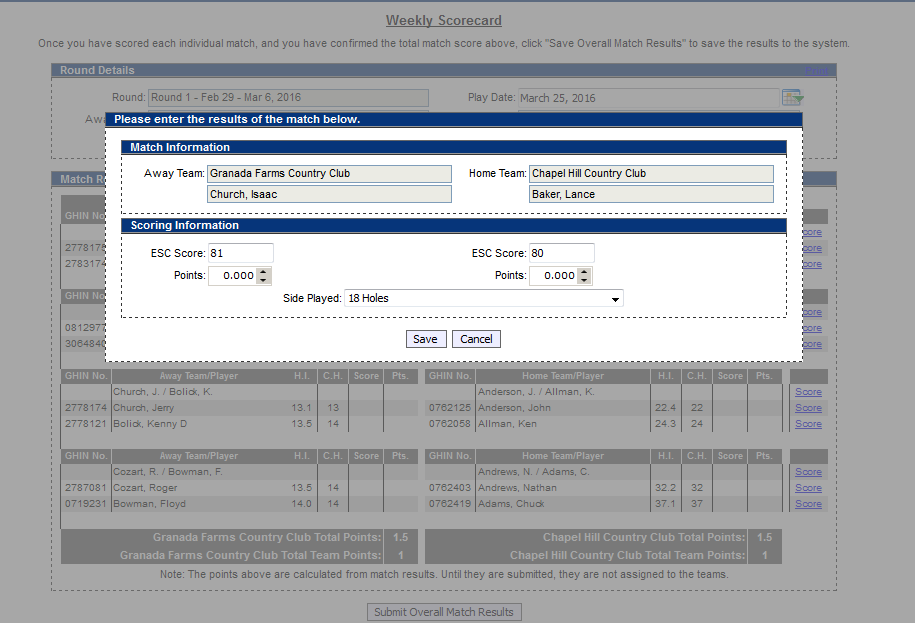 Weekly Scorecard
Once you have scored each individual match, and you have confirmed the total match score above, click "Save Overall Match Results" to save the results to the system.
Round Details
Round: Round 1 - Feb 29 - Mar 6, 2016 Play Date: March 25, 2016
Awa
Please enter the results of the match below.
Match Information
Away Team: Granada Farms Country Club Home Team: Chapel Hill Country Club
Church, Isaac Baker, Lance
Match R
Scoring Information
GHIN No
ESC Score: 81 ESC Score: 80
core
277817 core
Points: 0.000 Points: 0.000
2783174 core
Side Played: 18 Holes
GHIN No
core
0812977 core
Save Cancel
306484 core
GHIN No. Away Team/Player H.I. C.H. Score Pts. GHIN No. Home Team/Player H.I. C.H. Score Pts.
Church, J. / Bolick, K. Anderson, J. / Allman, K. Score
2778174 Church, Jerry 13.1 13 0762125 Anderson, John 22.4 22 Score
2778121 Bolick, Kenny D 13.5 14 0762058 Allman, Ken 24.3 24 Score
GHIN No. Away Team/Player H.I. C.H. Score Pts. GHIN No. Home Team/Player H.I. C.H. Score Pts.
Cozart, R. / Bowman, F. Andrews, N. / Adams, C. Score
2787081 Cozart, Roger 13.5 14 0762403 Andrews, Nathan 32.2 32 Score
0719231 Bowman, Floyd 14.0 14 0762419 Adams, Chuck 37.1 37 Score
Granada Farms Country Club Total Points: 1.5 Chapel Hill Country Club Total Points: 1.5
Granada Farms Country Club Total Team Points: 1 Chapel Hill Country Club Total Team Points: 1
Note: The points above are calculated from match results. Until they are submitted, they are not assigned to the teams.
Submit Overall Match Results